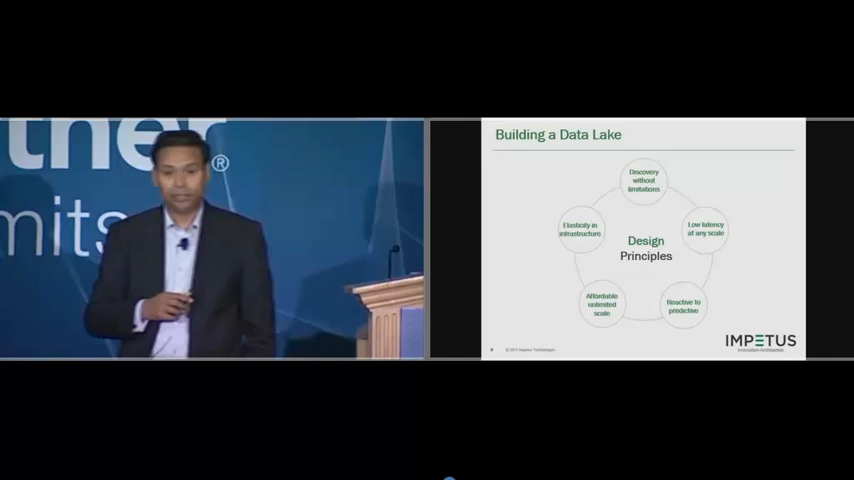 ther®
mits
Building a Data Lake
Discovery
without
limitations
Elasticity in
infrastructure
Low latency
at any scale
Design
Principles
Affordable
unlimited
scale
Reactive to
predictive
IMPETUS